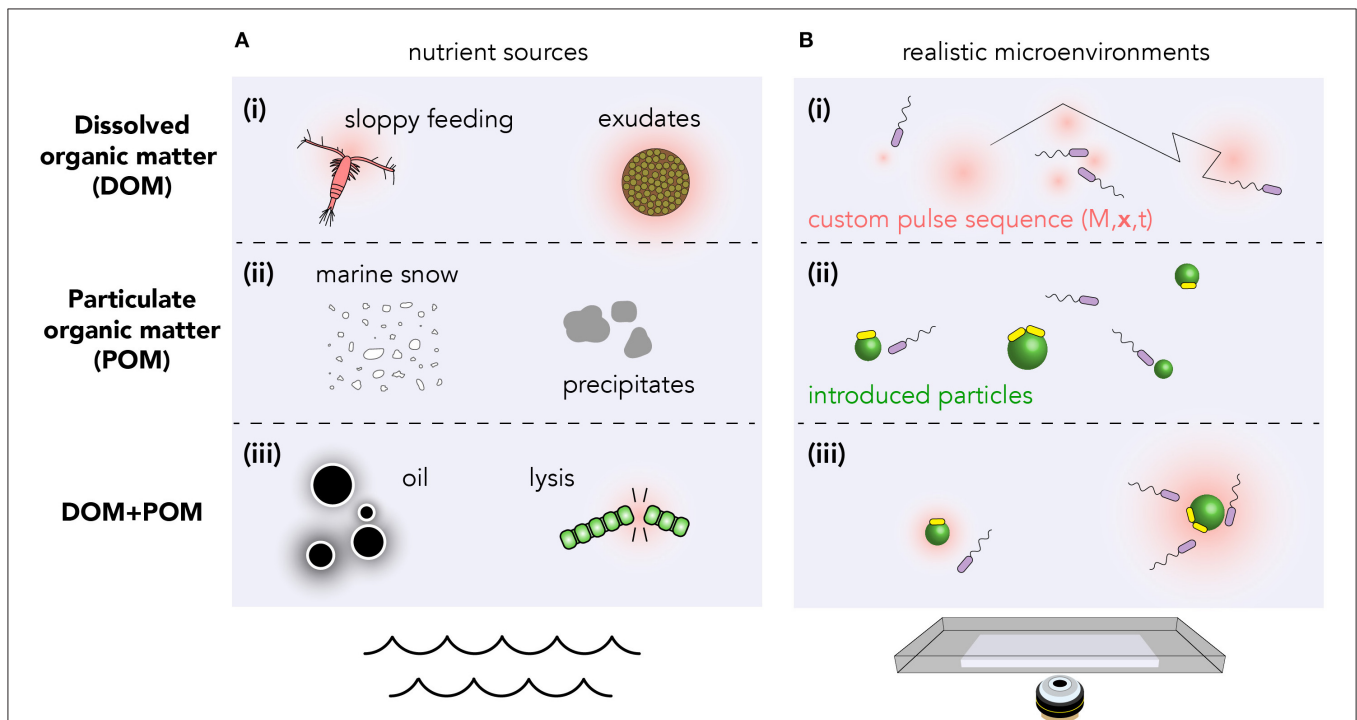 A
nutrient sources
B
realistic microenvironments
Dissolved
organic matter
(DOM)
(i)
sloppy feeding
exudates
(i)
custom pulse sequence (M,x,t)
Particulate
organic matter
(POM)
(ii)
marine snow
precipitates
(ii)
introduced particles
DOM+POM
(iii)
oil
lysis
(iii)